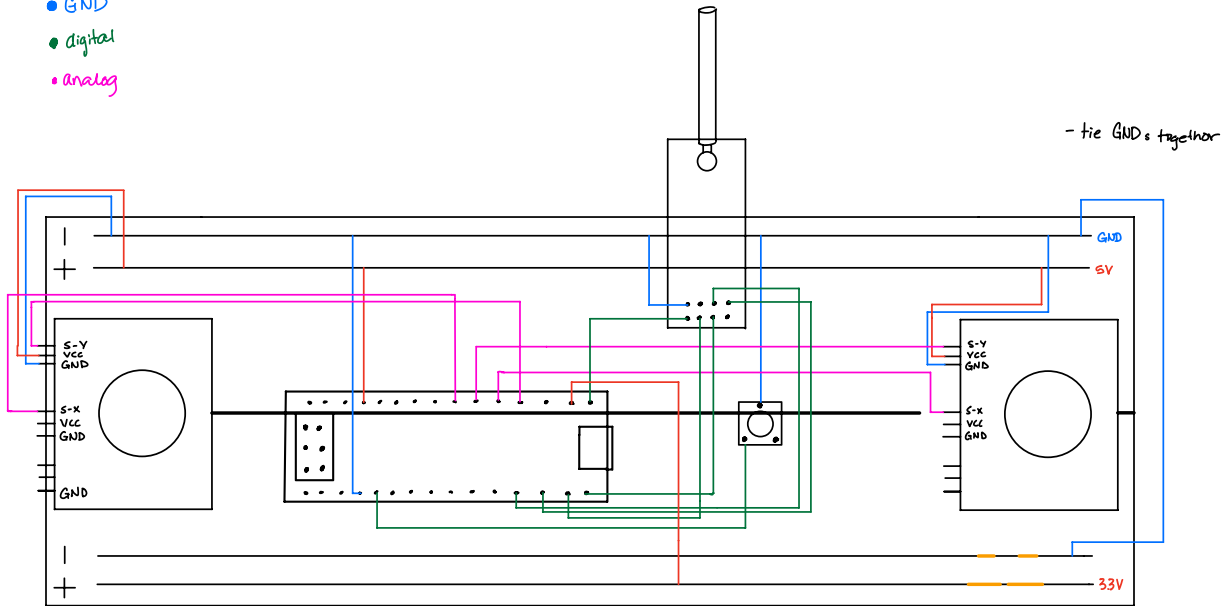 GND
digital
analog
- tie GNDs together
GND
5V
S-Y
VCC
GND
S-X
VCC
GND
GND
S-Y
VCC
GND
S-X
VCC
GND
33V